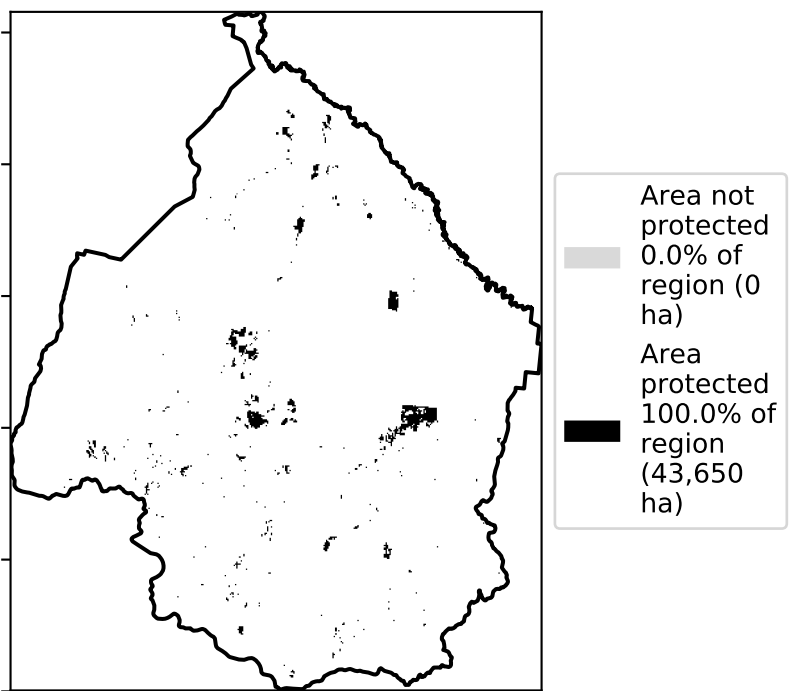 Area not
protected
0.0% of
region (0
ha)
Area
protected
100.0% of
region
(43,650
ha)